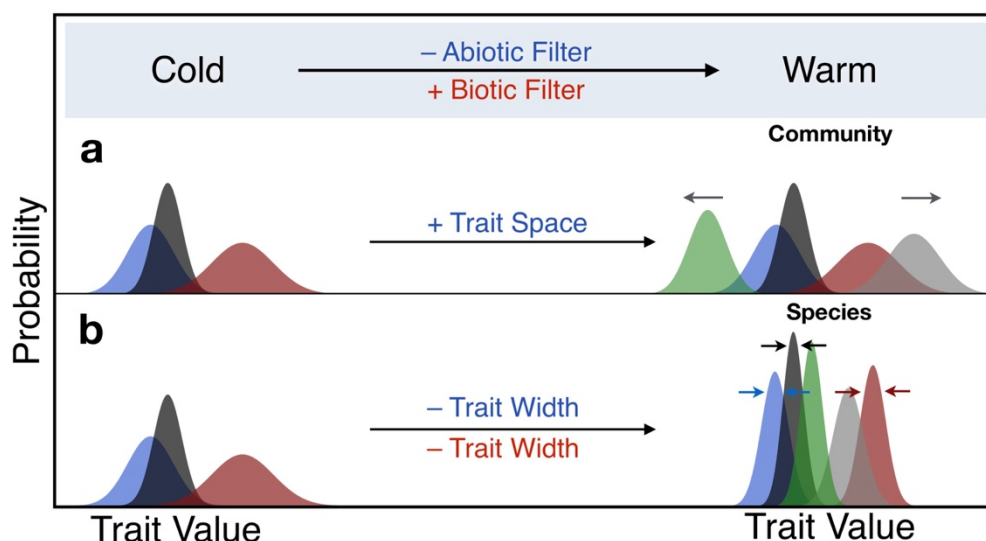 Cold
– Abiotic Filter
+ Biotic Filter
Warm
a
Community
+ Trait Space
Probability
b
Species
– Trait Width
– Trait Width
Trait Value
Trait Value